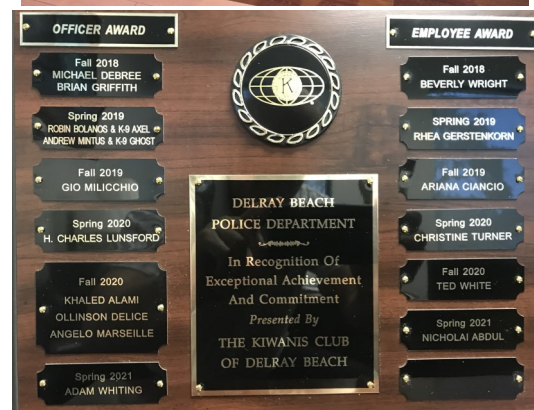 OFFICER AWARD
Fall 2018
MICHAEL DEBREE
BRIAN GRIFFITH
Spring 2019
ROBIN BOLANOS & K-9 AXEL
ANDREW MINTUS & K-9 GHOST
Fall 2019
GIO MILICCHIO
Spring 2020
H. CHARLES LUNSFORD
Fall 2020
KHALED ALAMI
OLLINSON DELICE
ANGELO MARSEILLE
Spring 2021
ADAM WHITING
K
DELRAY BEACH
POLICE DEPARTMENT
In Recognition Of
Exceptional Achievement
And Commitment
Presented By
THE KIWANIS CLUB
OF DELRAY BEACH
EMPLOYEE AWARD
Fall 2018
BEVERLY WRIGHT
SPRING 2019
RHEA GERSTENKORN
Fall 2019
ARIANA CIANCIO
Spring 2020
CHRISTINE TURNER
Fall 2020
TED WHITE
Spring 2021
NICHOLAI ABDUL